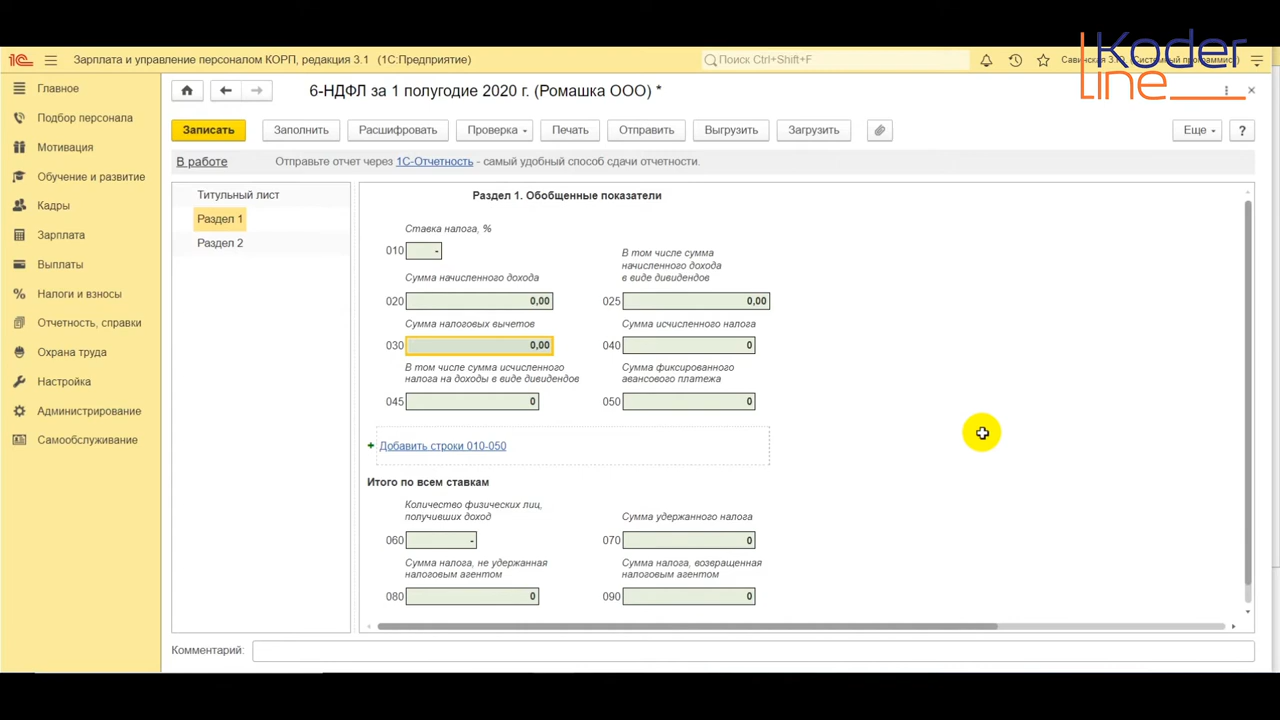 Koder
line
1С Зарплата и управление персоналом КОРП, редакция 3.1 (1С:Предприятие)
Поиск Ctrl+Shift+F
Главное
Подбор персонала
Мотивация
Обучение и развитие
Кадры
Зарплата
Выплаты
Налоги и взносы
Отчетность, справки
Охрана труда
Настройка
Администрирование
Самообслуживание
6-НДФЛ за 1 полугодие 2020 г. (Ромашка ООО) *
Записать Заполнить Расшифровать Проверка Печать Отправить Выгрузить Загрузить Еще ?
В работе Отправьте отчет через 1С-Отчетность - самый удобный способ сдачи отчетности.
Титульный лист
Раздел 1
Раздел 2
Раздел 1. Обобщенные показатели
Ставка налога, %
010 -
В том числе сумма
начисленного дохода
в виде дивидендов
Сумма начисленного дохода
020 0,00 025 0,00
Сумма налоговых вычетов Сумма исчисленного налога
030 0,00 040 0
В том числе сумма исчисленного
налога на доходы в виде дивидендов
Сумма фиксированного
авансового платежа
045 0 050 0
+ Добавить строки 010-050
Итого по всем ставкам
Количество физических лиц,
получивших доход
Сумма удержанного налога
060 - 070 0
Сумма налога, не удержанная
налоговым агентом
Сумма налога, возвращенная
налоговым агентом
080 0 090 0
Комментарий: